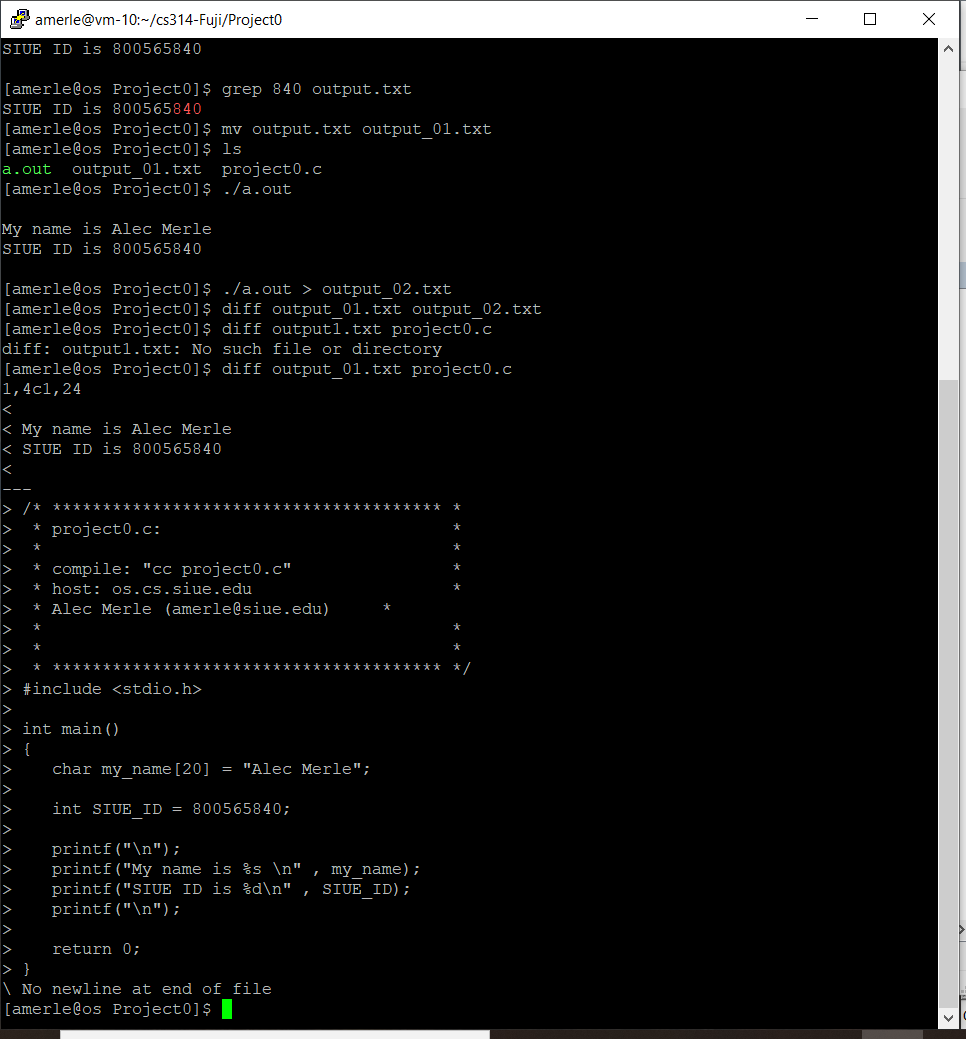 amerle@vm-10:~/cs314-Fuji/Project0
SIUE ID is 800565840

[amerle@os Project0]$ grep 840 output.txt
SIUE ID is 800565840
[amerle@os Project0]$ mv output.txt output_01.txt
[amerle@os Project0]$ ls
a.out  output_01.txt  project0.c
[amerle@os Project0]$ ./a.out

My name is Alec Merle
SIUE ID is 800565840

[amerle@os Project0]$ ./a.out > output_02.txt
[amerle@os Project0]$ diff output_01.txt output_02.txt
[amerle@os Project0]$ diff output1.txt project0.c
diff: output1.txt: No such file or directory
[amerle@os Project0]$ diff output_01.txt project0.c
1,4c1,24
<
< My name is Alec Merle
< SIUE ID is 800565840
<
---
> /* *************************************** *
>  * project0.c:                             *
>  *                                         *
>  * compile: "cc project0.c"                *
>  * host: os.cs.siue.edu                    *
>  * Alec Merle (amerle@siue.edu)     *
>  *                                         *
>  *                                         *
>  * *************************************** */
> #include <stdio.h>
>
> int main()
> {
>    char my_name[20] = "Alec Merle";
>
>    int SIUE_ID = 800565840;
>
>    printf("\n");
>    printf("My name is %s \n" , my_name);
>    printf("SIUE ID is %d\n" , SIUE_ID);
>    printf("\n");
>
>    return 0;
> }
\ No newline at end of file
[amerle@os Project0]$